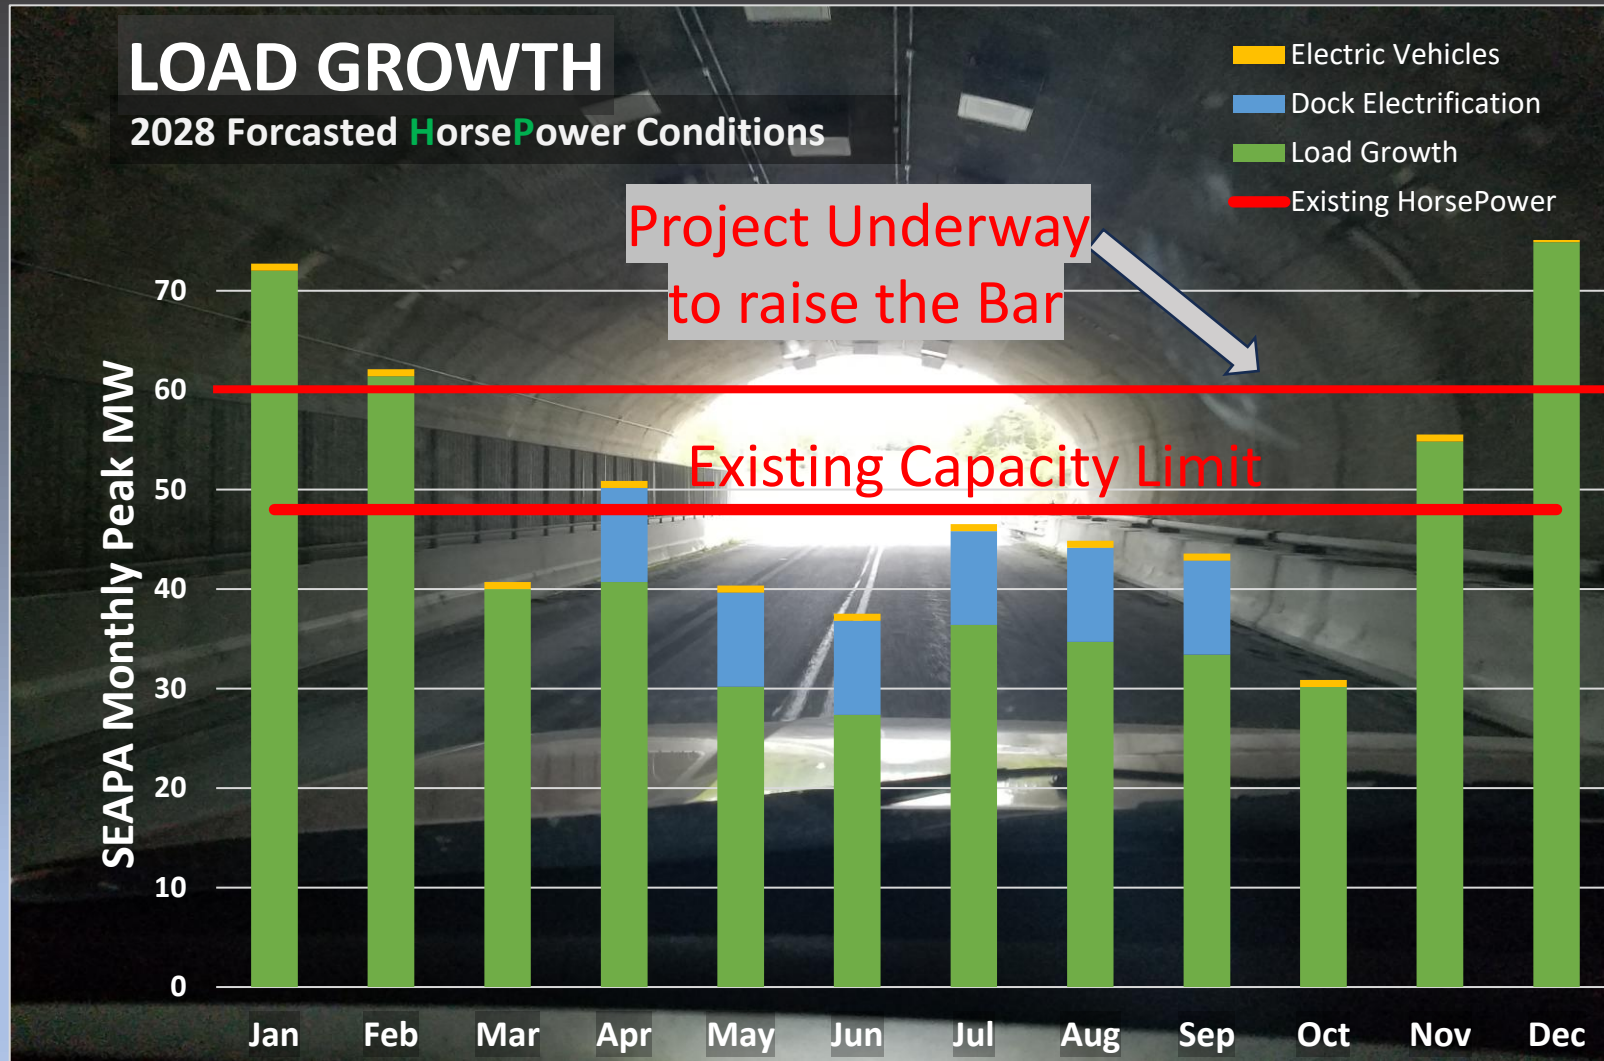 LOAD GROWTH
2028 Forcasted HorsePower Conditions
Electric Vehicles
Dock Electrification
Load Growth
Existing HorsePower
Project Underway
to raise the Bar
Existing Capacity Limit
SEAPA Monthly Peak MW
70
60
50
40
30
20
10
0
Jan Feb Mar Apr May Jun Jul Aug Sep Oct Nov Dec